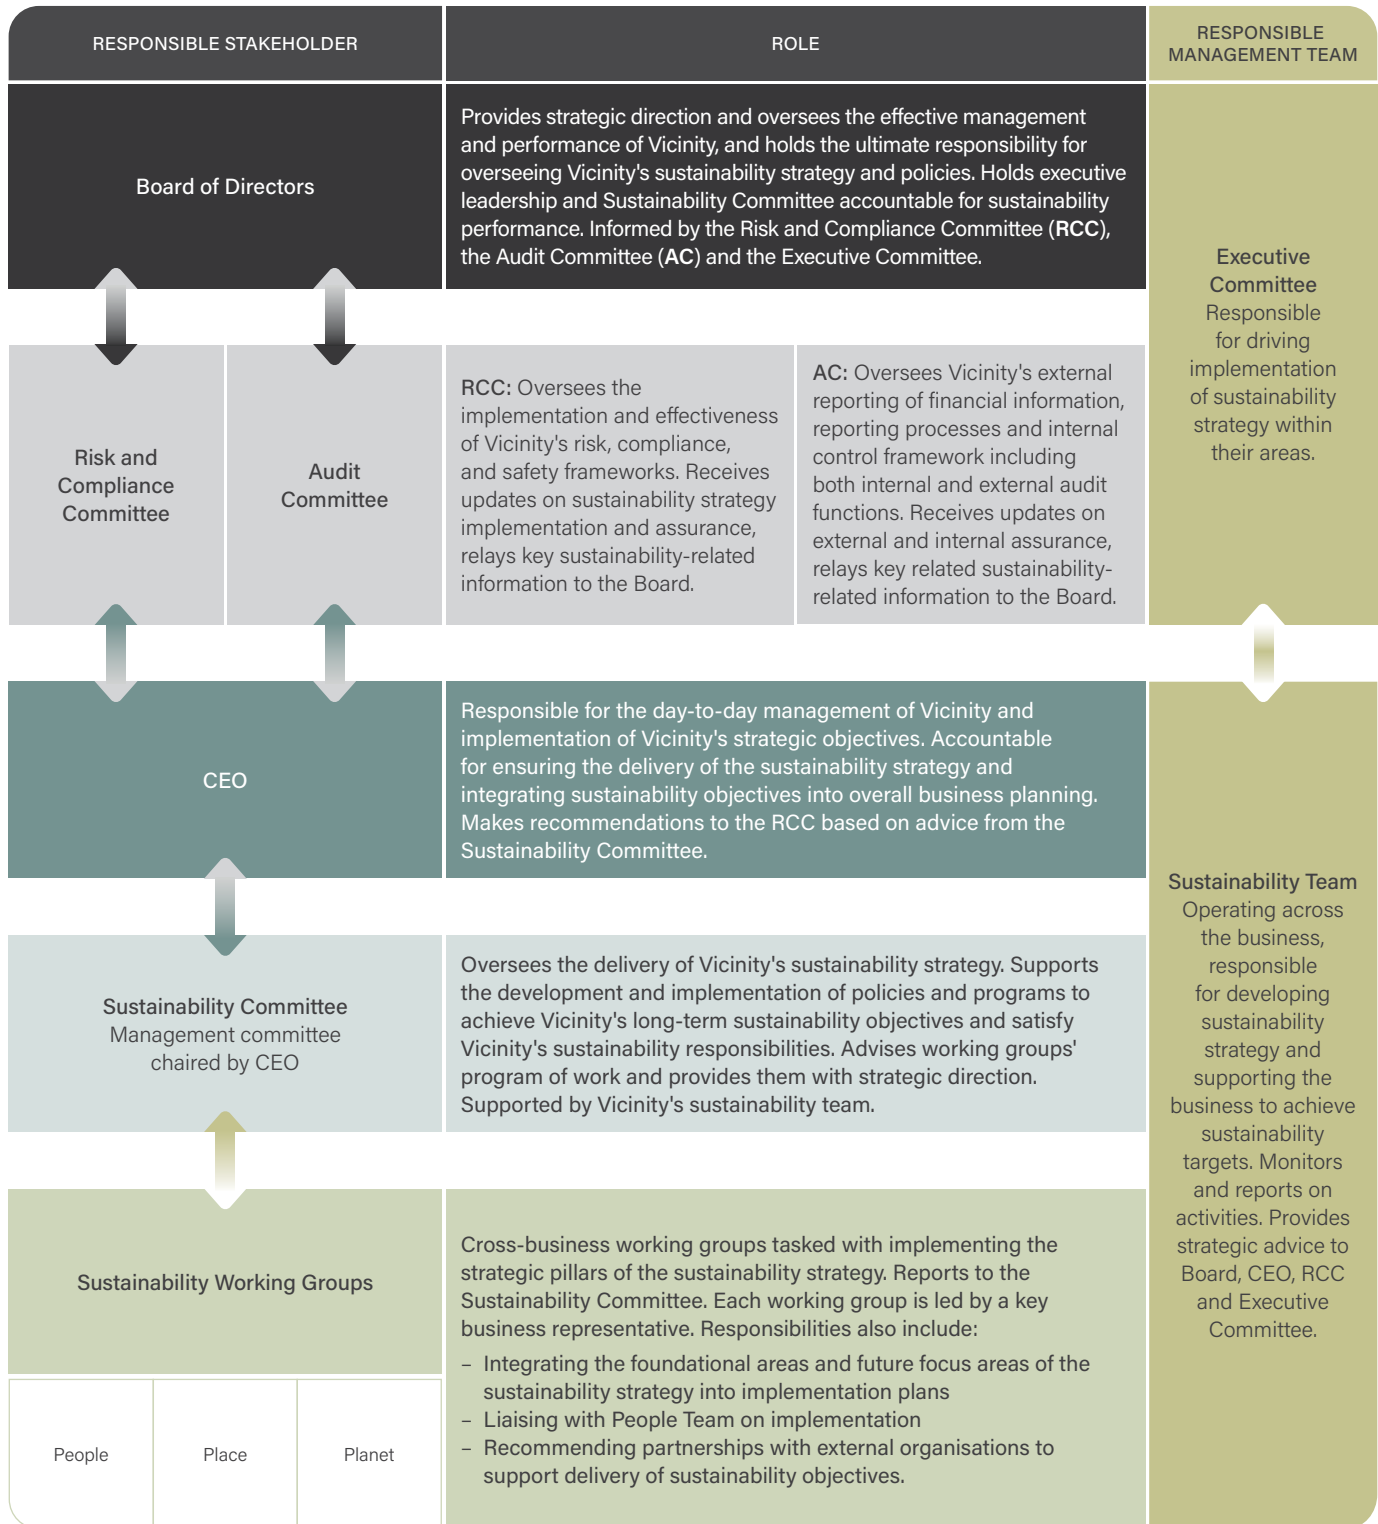 RESPONSIBLE STAKEHOLDER
ROLE
RESPONSIBLE
MANAGEMENT TEAM
Board of Directors
Provides strategic direction and oversees the effective management
and performance of Vicinity, and holds the ultimate responsibility for
overseeing Vicinity's sustainability strategy and policies. Holds executive
leadership and Sustainability Committee accountable for sustainability
performance. Informed by the Risk and Compliance Committee (RCC),
the Audit Committee (AC) and the Executive Committee.
Executive
Committee
Responsible
for driving
implementation
of sustainability
strategy within
their areas.
Risk and
Compliance
Committee
Audit
Committee
RCC: Oversees the
implementation and effectiveness
of Vicinity's risk, compliance,
and safety frameworks. Receives
updates on sustainability strategy
implementation and assurance,
relays key sustainability-related
information to the Board.
AC: Oversees Vicinity's external
reporting of financial information,
reporting processes and internal
control framework including
both internal and external audit
functions. Receives updates on
external and internal assurance,
relays key related sustainability-
related information to the Board.
CEO
Responsible for the day-to-day management of Vicinity and
implementation of Vicinity's strategic objectives. Accountable
for ensuring the delivery of the sustainability strategy and
integrating sustainability objectives into overall business planning.
Makes recommendations to the RCC based on advice from the
Sustainability Committee.
Sustainability Team
Operating across
the business,
responsible
for developing
sustainability
strategy and
supporting the
business to achieve
sustainability
targets. Monitors
and reports on
activities. Provides
strategic advice to
Board, CEO, RCC
and Executive
Committee.
Sustainability Committee
Management committee
chaired by CEO
Oversees the delivery of Vicinity's sustainability strategy. Supports
the development and implementation of policies and programs to
achieve Vicinity's long-term sustainability objectives and satisfy
Vicinity's sustainability responsibilities. Advises working groups'
program of work and provides them with strategic direction.
Supported by Vicinity's sustainability team.
Sustainability Working Groups
Cross-business working groups tasked with implementing the
strategic pillars of the sustainability strategy. Reports to the
Sustainability Committee. Each working group is led by a key
business representative. Responsibilities also include:
– Integrating the foundational areas and future focus areas of the
sustainability strategy into implementation plans
– Liaising with People Team on implementation
– Recommending partnerships with external organisations to
support delivery of sustainability objectives.
People
Place
Planet